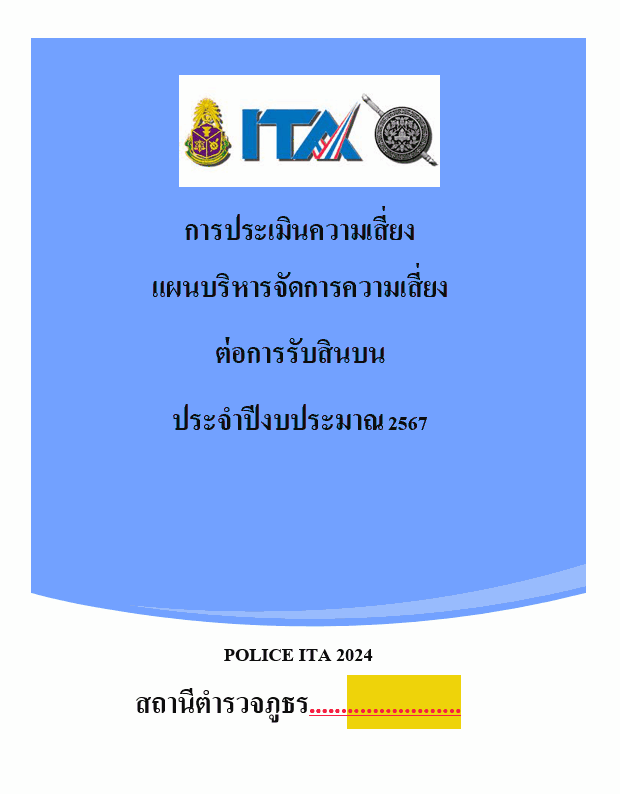 ITA
การประเมินความเสี่ยง
แผนบริหารจัดการความเสี่ยง
ต่อการรับสินบน
ประจำปีงบประมาณ 2567
POLICE ITA 2024
สถานีตำรวจภูธร........................